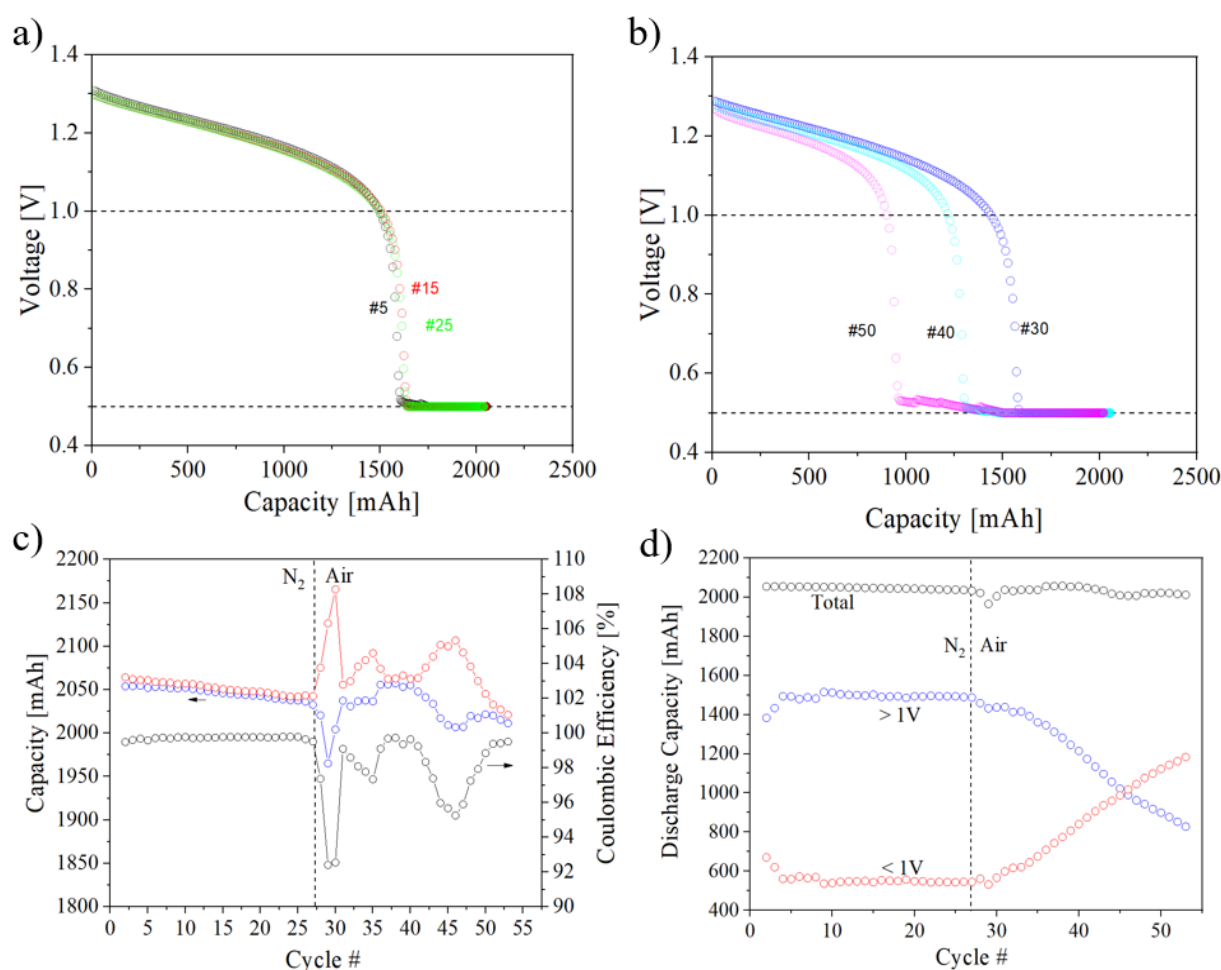 a)
1.4
1.2
1.0
0.8
0.6
0.4
Voltage [V]
#5
#15
#25
0 500 1000 1500 2000 2500
Capacity [mAh]
b)
1.4
1.2
1.0
0.8
0.6
0.4
Voltage [V]
#50
#40
#30
0 500 1000 1500 2000 2500
Capacity [mAh]
c)
2200
2150
2100
2050
2000
1950
1900
1850
1800
Capacity [mAh]
N2
Air
110
108
106
104
102
100
98
96
94
92
90
Coulombic Efficiency [%]
0 5 10 15 20 25 30 35 40 45 50 55
Cycle #
d)
2200
2000
1800
1600
1400
1200
1000
800
600
400
Discharge Capacity [mAh]
Total
N2
Air
> 1V
< 1V
0 10 20 30 40 50
Cycle #